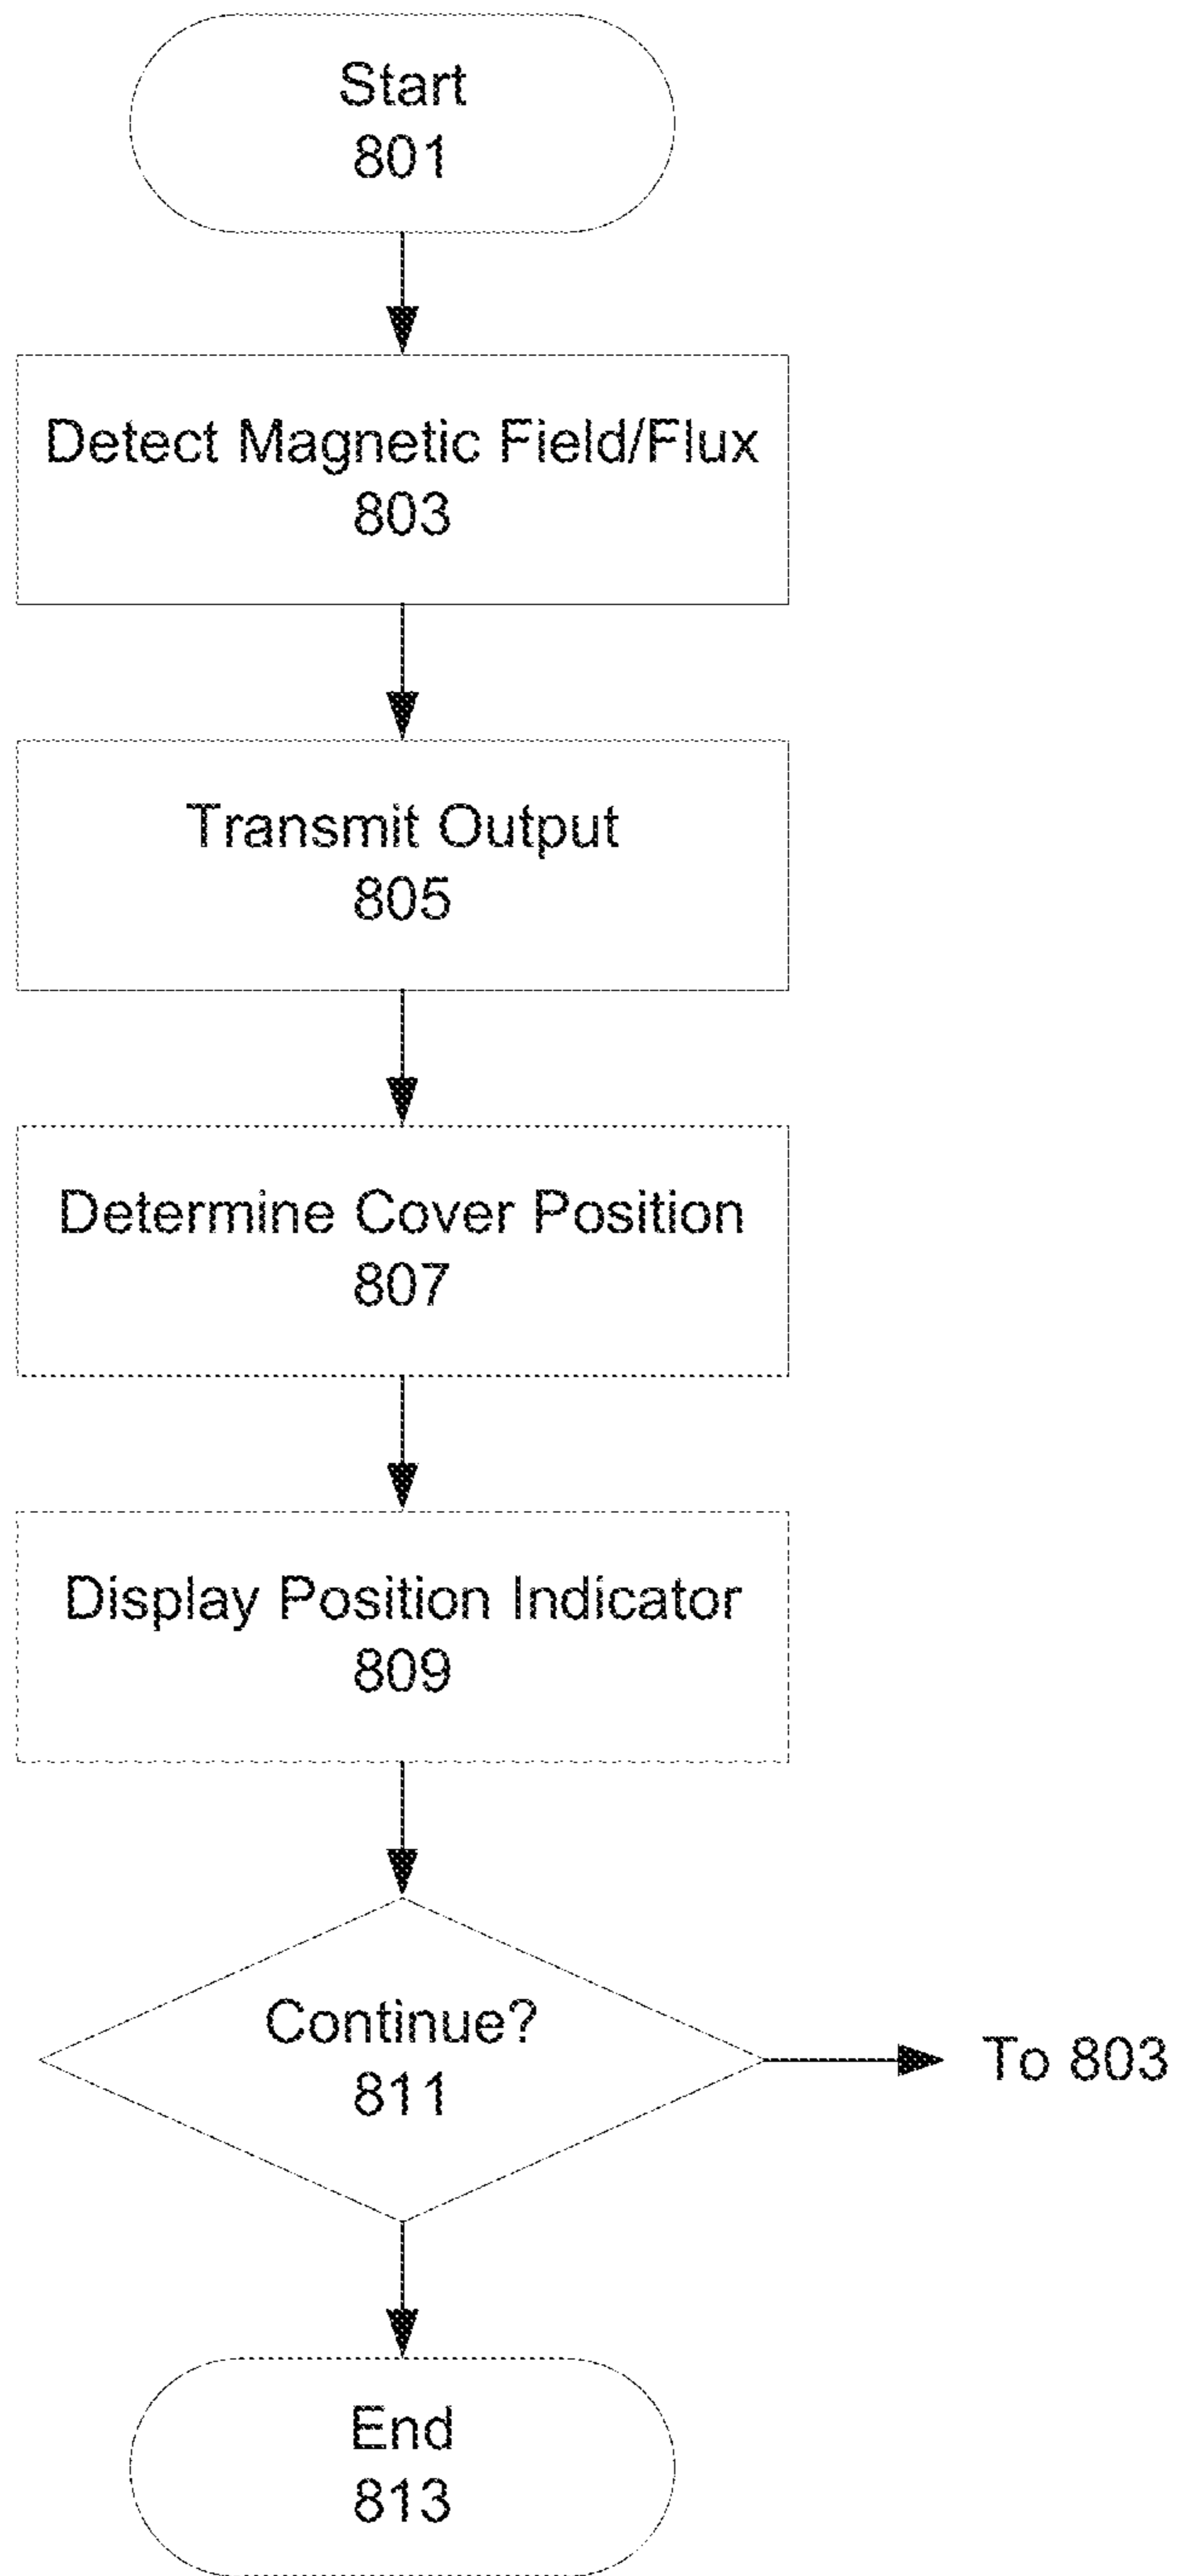 Start
801
Detect Magnetic Field/Flux
803
Transmit Output
805
Determine Cover Position
807
Display Position Indicator
809
Continue?
811
To 803
End
813